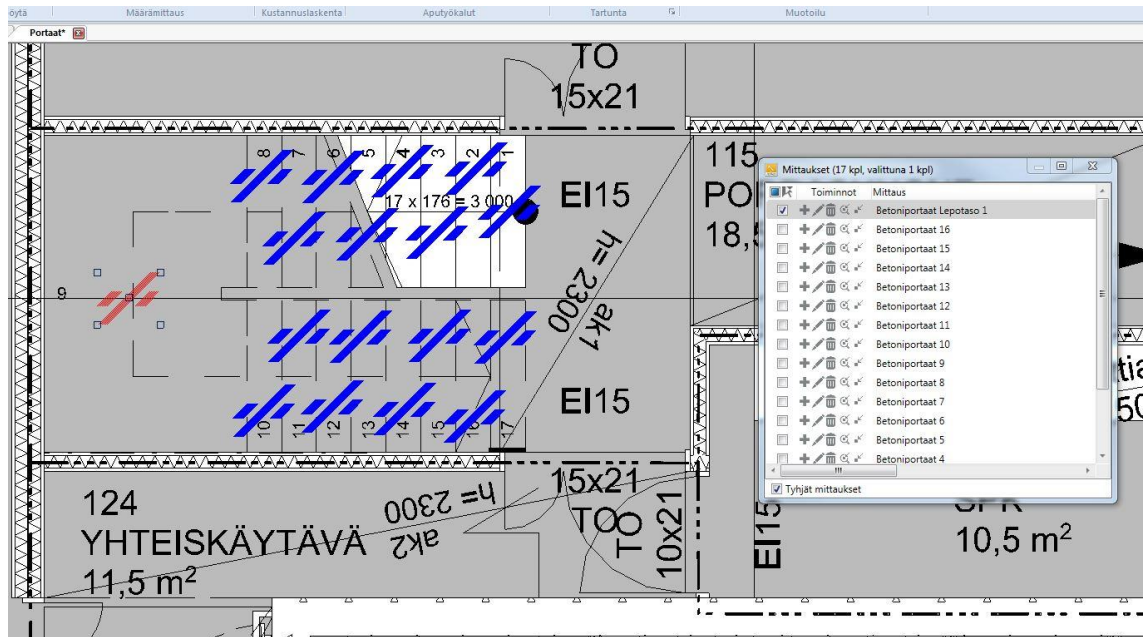 öytä
Määrämittaus
Kustannuslaskenta
Aputyökalut
Tartunta
Muotoilu
Portaat*
TO
15x21
8
7
6
5
4
3
2
1
17 x 176 = 3 000
EI15
h= 2300
ak1
9
EI15
10
11
12
13
14
15
16
17
15x21
TO
TO
10x21
h= 2300
ak2
124
YHTEISKÄYTÄVÄ
11,5 m²
115
18,5
EI15
10,5 m²
Mittaukset (17 kpl, valittuna 1 kpl)
Toiminnot
Mittaus
Betoniportaat Lepotaso 1
Betoniportaat 16
Betoniportaat 15
Betoniportaat 14
Betoniportaat 13
Betoniportaat 12
Betoniportaat 11
Betoniportaat 10
Betoniportaat 9
Betoniportaat 8
Betoniportaat 7
Betoniportaat 6
Betoniportaat 5
Betoniportaat 4
Tyhjät mittaukset